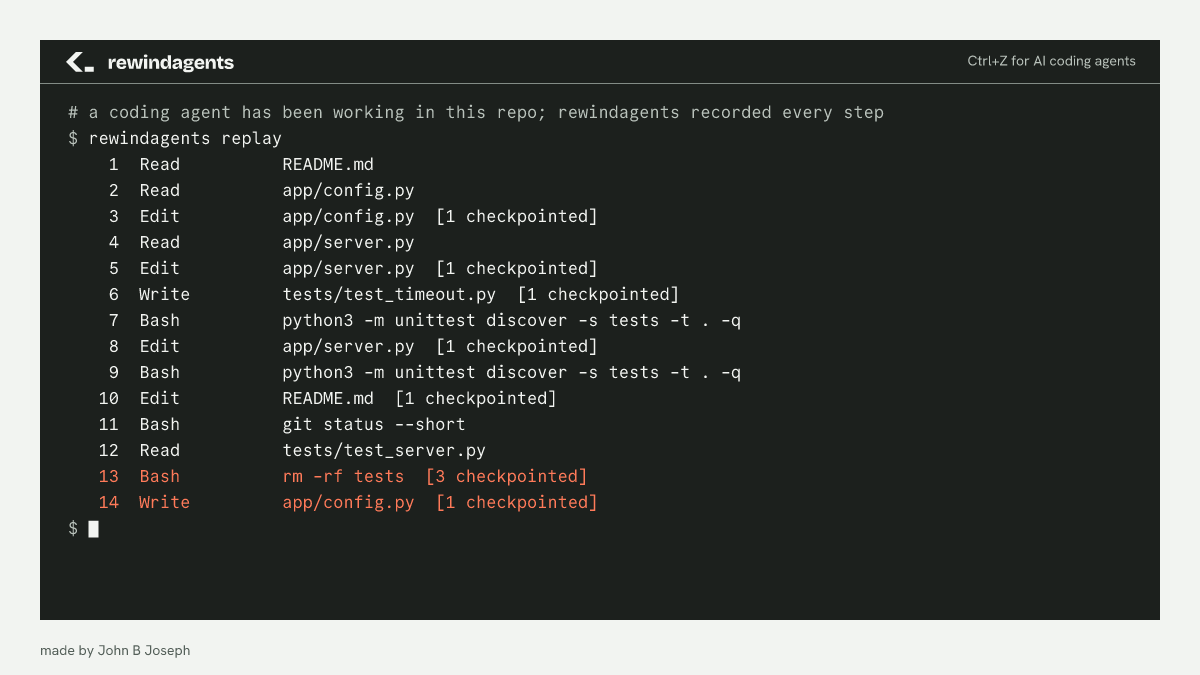 rewindagents
Ctrl+Z for AI coding agents
# a coding agent has been working in this repo; rewindagents recorded every step
$ rewindagents replay
1 Read README.md
2 Read app/config.py
3 Edit app/config.py [1 checkpointed]
4 Read app/server.py
5 Edit app/server.py [1 checkpointed]
6 Write tests/test_timeout.py [1 checkpointed]
7 Bash python3 -m unittest discover -s tests -t . -q
8 Edit app/server.py [1 checkpointed]
9 Bash python3 -m unittest discover -s tests -t . -q
10 Edit README.md [1 checkpointed]
11 Bash git status --short
12 Read tests/test_server.py
13 Bash rm -rf tests [3 checkpointed]
14 Write app/config.py [1 checkpointed]
$
made by John B Joseph